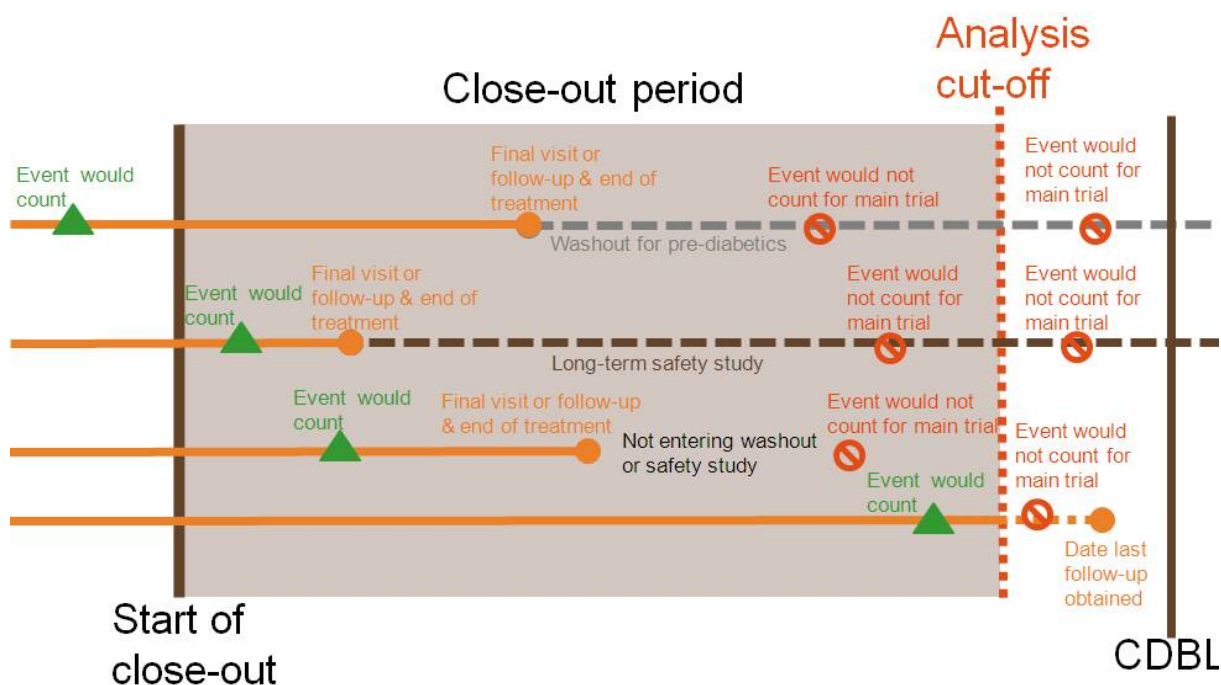 Analysis
cut-off
Close-out period
Event would
count
Final visit or
follow-up & end of
treatment
Event would not
count for main trial
Event would
not count for
main trial
Washout for pre-diabetics
Event would
count
Final visit or
follow-up & end of
treatment
Event would
not count for
main trial
Event would
not count for
main trial
Long-term safety study
Event would
count
Final visit or follow-up
& end of treatment
Not entering washout
or safety study
Event would not
count for main trial
Event would
not count for
main trial
Event would
count
Date last
follow-up
obtained
Start of
close-out
CDBL